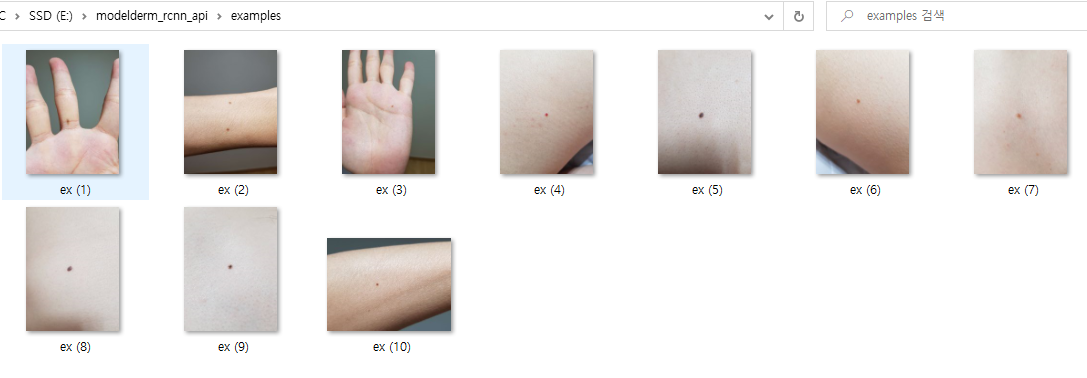 C > SSD (E:) > modelderm_rcnn_api > examples
examples 검색
ex (1)
ex (2)
ex (3)
ex (4)
ex (5)
ex (6)
ex (7)
ex (8)
ex (9)
ex (10)